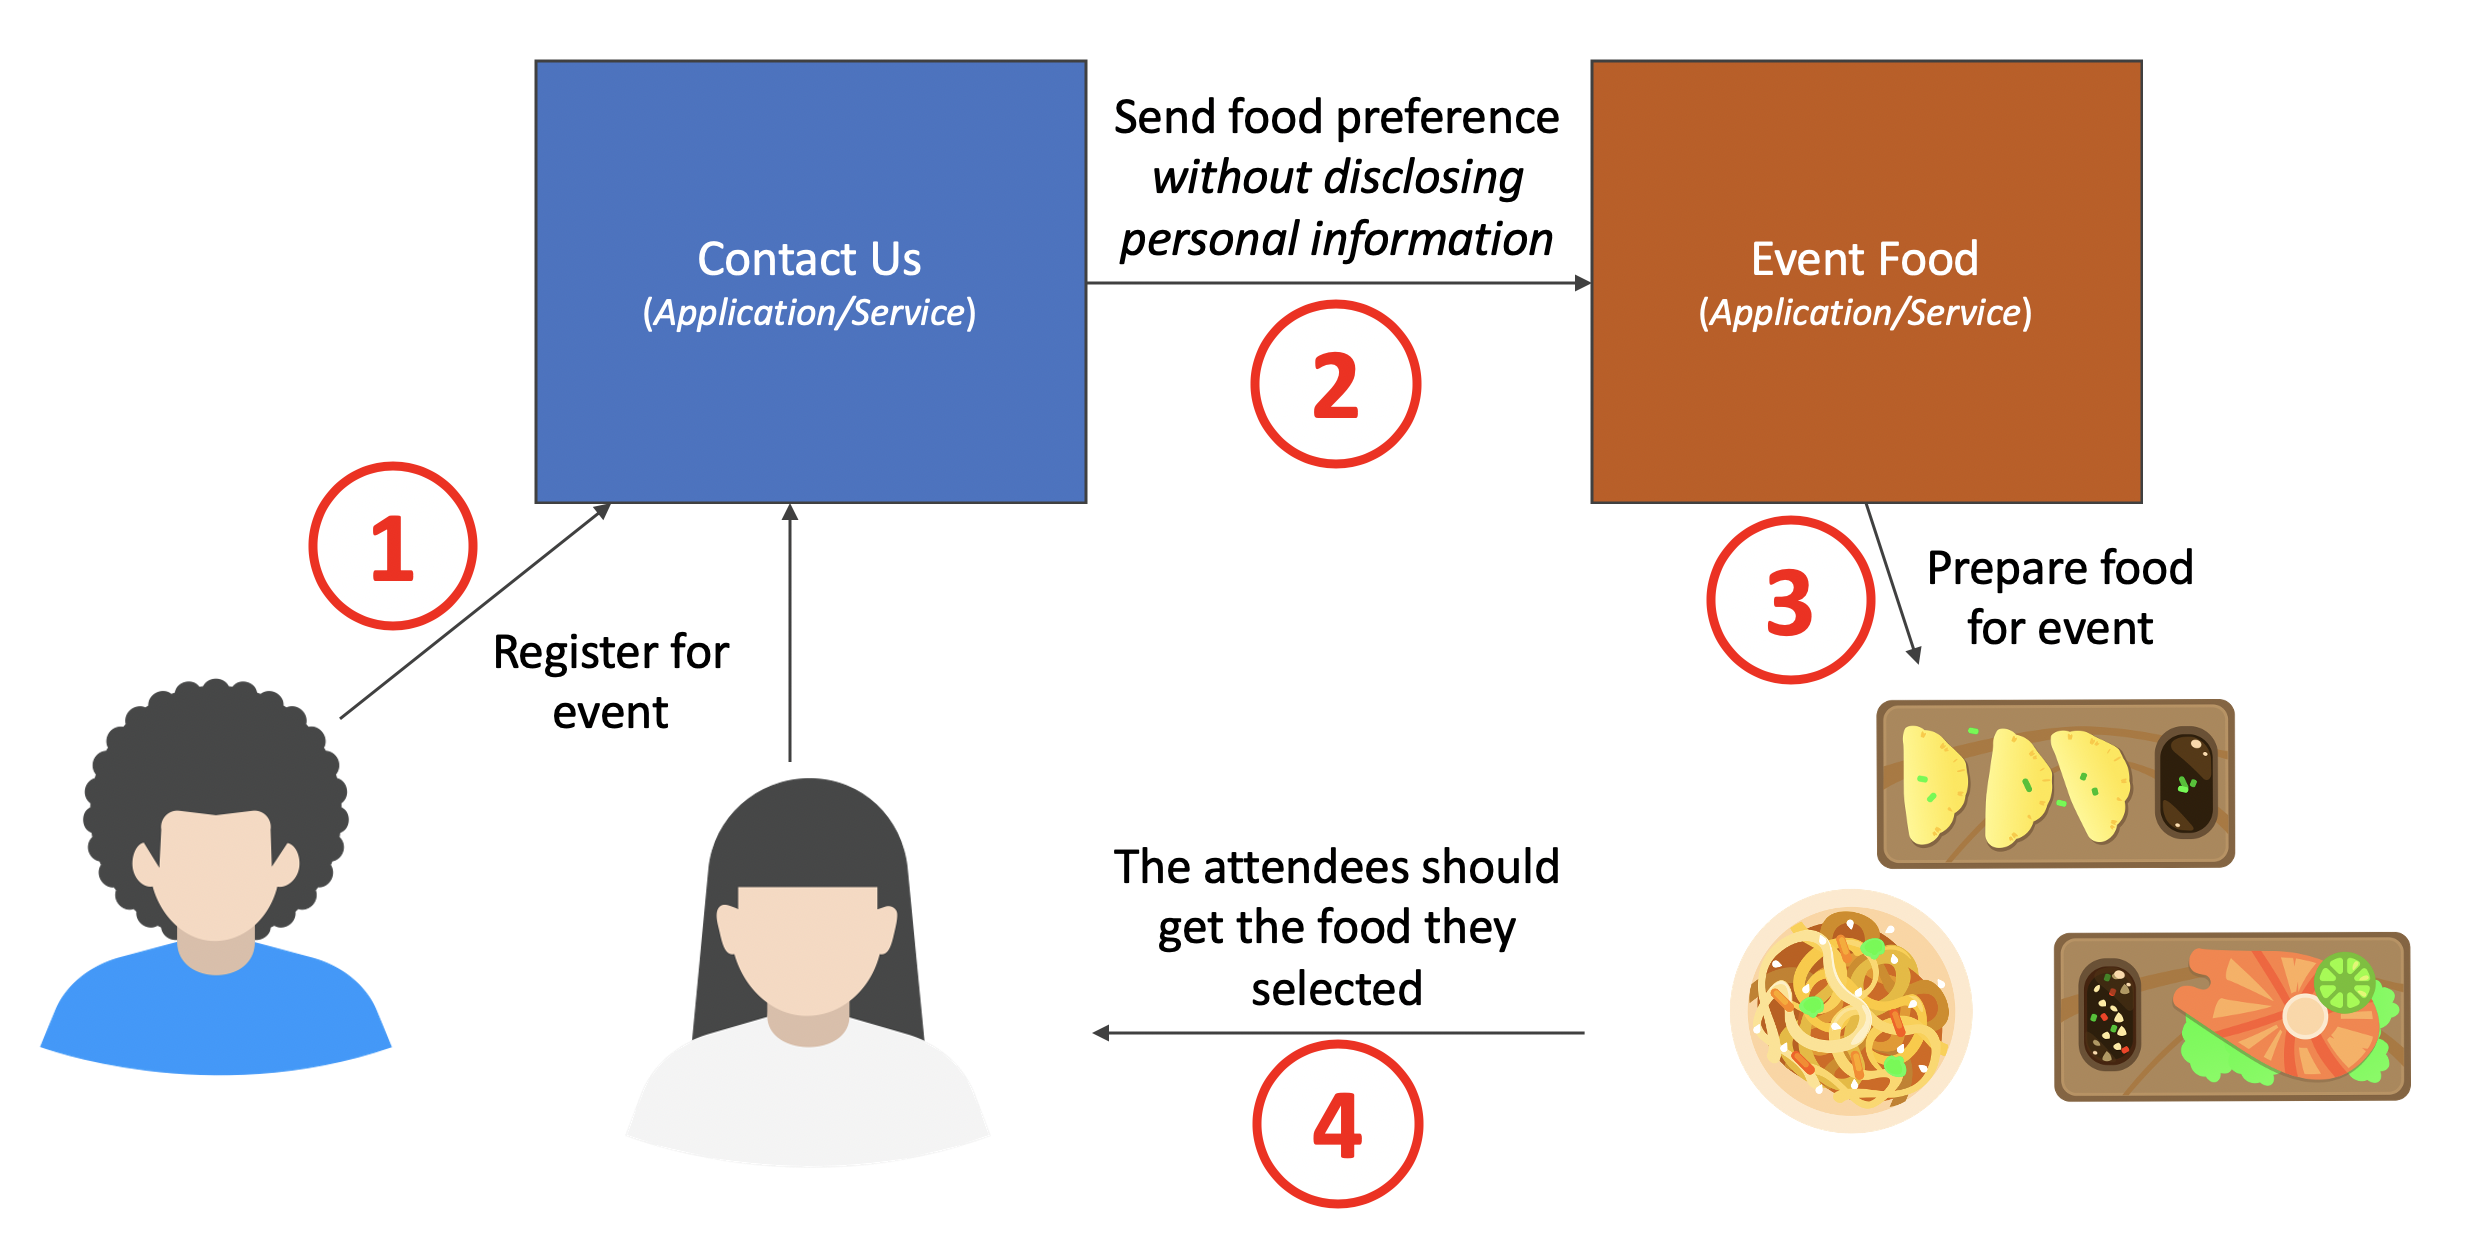 Contact Us
(Application/Service)
Send food preference
without disclosing
personal information
Event Food
(Application/Service)
2
1
Register for
event
3
Prepare food
for event
The attendees should
get the food they
selected
4